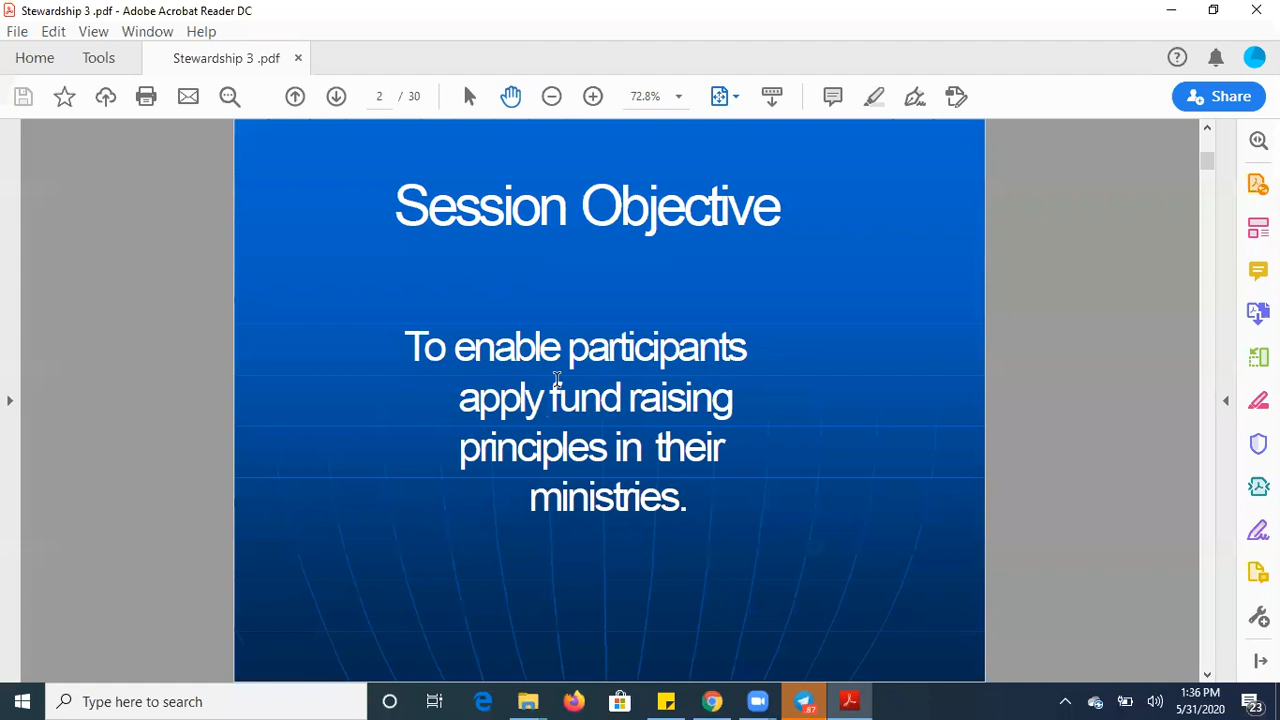 Stewardship 3 .pdf - Adobe Acrobat Reader DC
File Edit View Window Help
Home Tools Stewardship 3 .pdf
2 / 30 72.8% Share
Session Objective
To enable participants
apply fund raising
principles in their
ministries.
Type here to search
87
1:36 PM
5/31/2020
23